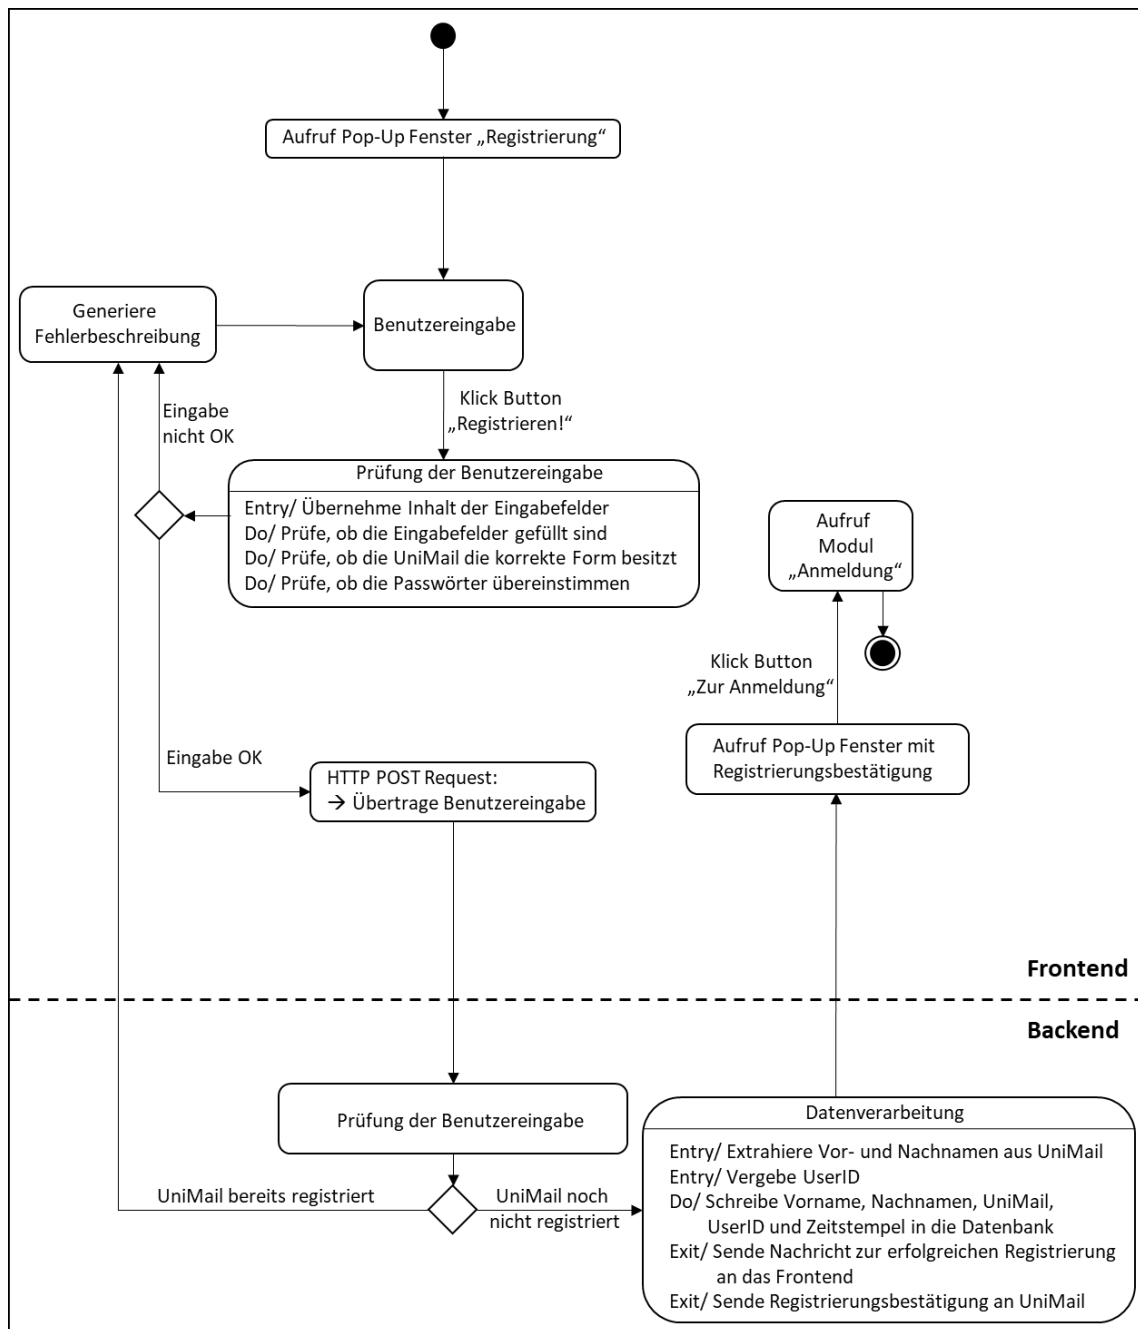 Aufruf Pop-Up Fenster „Registrierung“
Generiere
Fehlerbeschreibung
Benutzereingabe
Klick Button
„Registrieren!“
Eingabe
nicht OK
Prüfung der Benutzereingabe
Entry/ Übernehme Inhalt der Eingabefelder
Do/ Prüfe, ob die Eingabefelder gefüllt sind
Do/ Prüfe, ob die UniMail die korrekte Form besitzt
Do/ Prüfe, ob die Passwörter übereinstimmen
Aufruf
Modul
„Anmeldung“
Klick Button
„Zur Anmeldung“
Aufruf Pop-Up Fenster mit
Registrierungsbestätigung
Eingabe OK
HTTP POST Request:
→ Übertrage Benutzereingabe
Frontend
Backend
Prüfung der Benutzereingabe
UniMail bereits registriert
UniMail noch
nicht registriert
Datenverarbeitung
Entry/ Extrahiere Vor- und Nachnamen aus UniMail
Entry/ Vergebe UserID
Do/ Schreibe Vorname, Nachnamen, UniMail,
UserID und Zeitstempel in die Datenbank
Exit/ Sende Nachricht zur erfolgreichen Registrierung
an das Frontend
Exit/ Sende Registrierungsbestätigung an UniMail